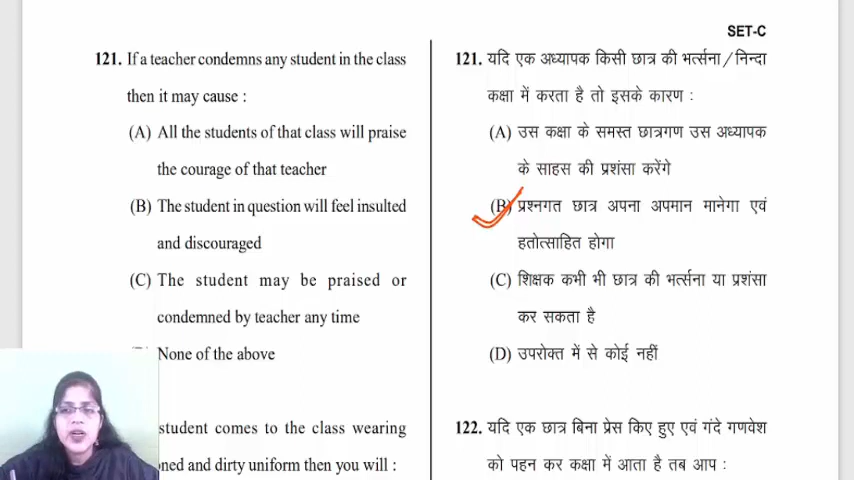 SET-C
121. If a teacher condemns any student in the class
then it may cause :
(A) All the students of that class will praise
the courage of that teacher
(B) The student in question will feel insulted
and discouraged
(C) The student may be praised or
condemned by teacher any time
None of the above
student comes to the class wearing
and dirty uniform then you will :
121. यदि एक अध्यापक किसी छात्र की भर्त्सना/निन्दा
कक्षा में करता है तो इसके कारण :
(A) उस कक्षा के समस्त छात्रगण उस अध्यापक
के साहस की प्रशंसा करेंगे
(B) प्रश्नगत छात्र अपना अपमान मानेगा एवं
हतोत्साहित होगा
(C) शिक्षक कभी भी छात्र की भर्त्सना या प्रशंसा
कर सकता है
(D) उपरोक्त में से कोई नहीं
122. यदि एक छात्र बिना प्रेस किए हुए एवं गंदे गणवेश
को पहन कर कक्षा में आता है तब आप :